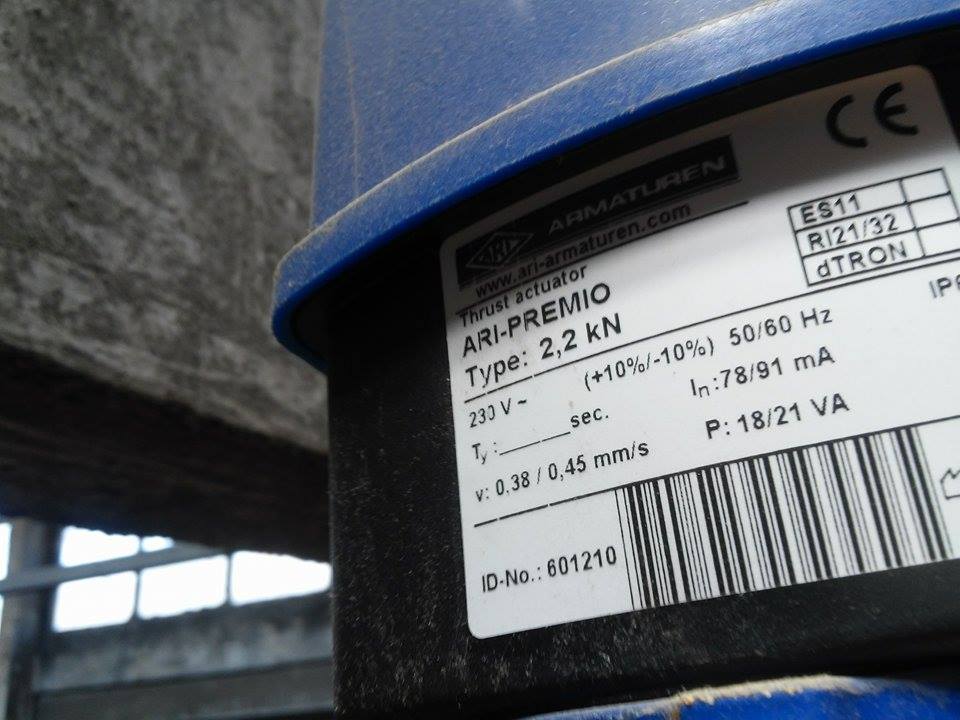 CE
ARI ARMATUREN
www.ari-armaturen.com
Thrust actuator
ARI-PREMIO
Type: 2,2 kN
ES11
RI21/32
dTRON
230 V ~ (+10%/-10%) 50/60 Hz
Ty :______sec. In:78/91 mA
v: 0,38 / 0,45 mm/s P: 18/21 VA
ID-No.: 601210